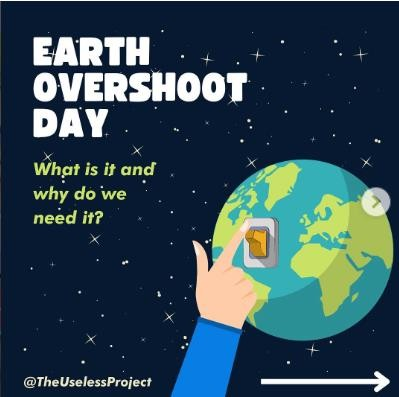 EARTH
OVERSHOOT
DAY
What is it and
why do we
need it?
@TheUselessProject